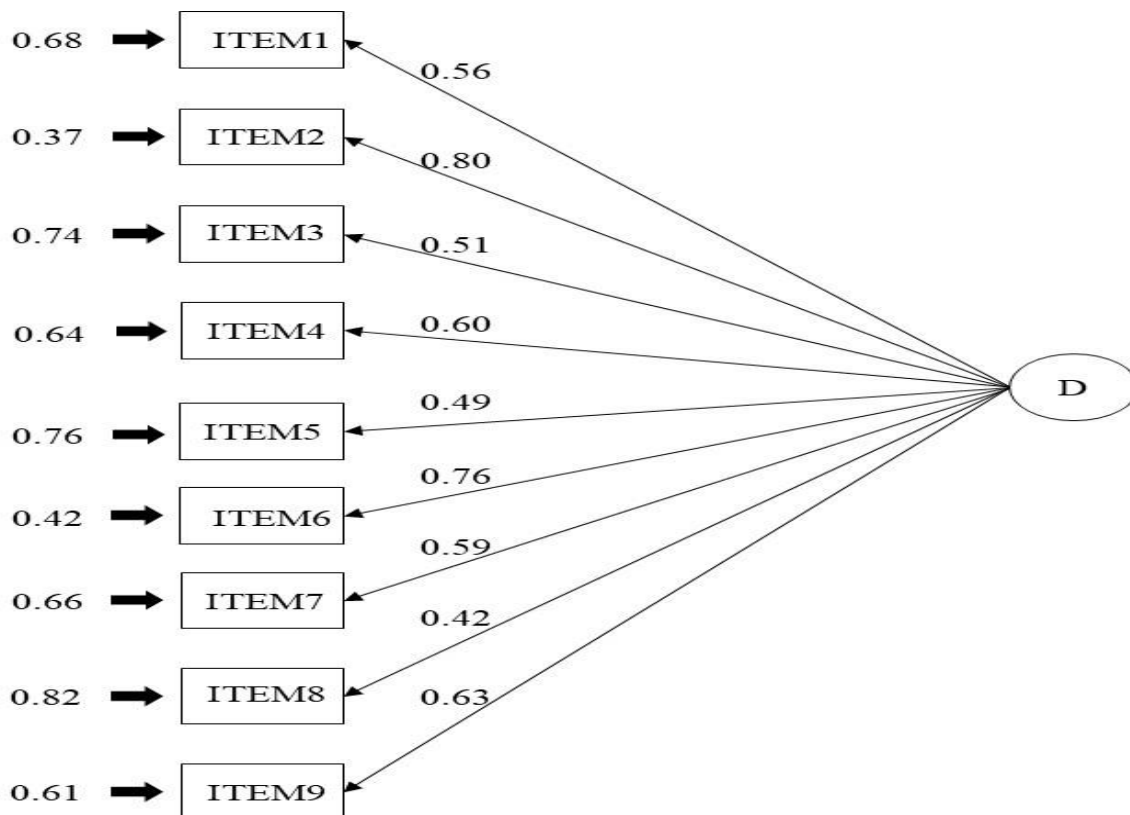 0.68 ITEM1
0.56
0.37 ITEM2
0.80
0.74 ITEM3
0.51
0.64 ITEM4
0.60
D
0.49
0.76 ITEM5
0.76
0.42 ITEM6
0.59
0.66 ITEM7
0.42
0.82 ITEM8
0.63
0.61 ITEM9